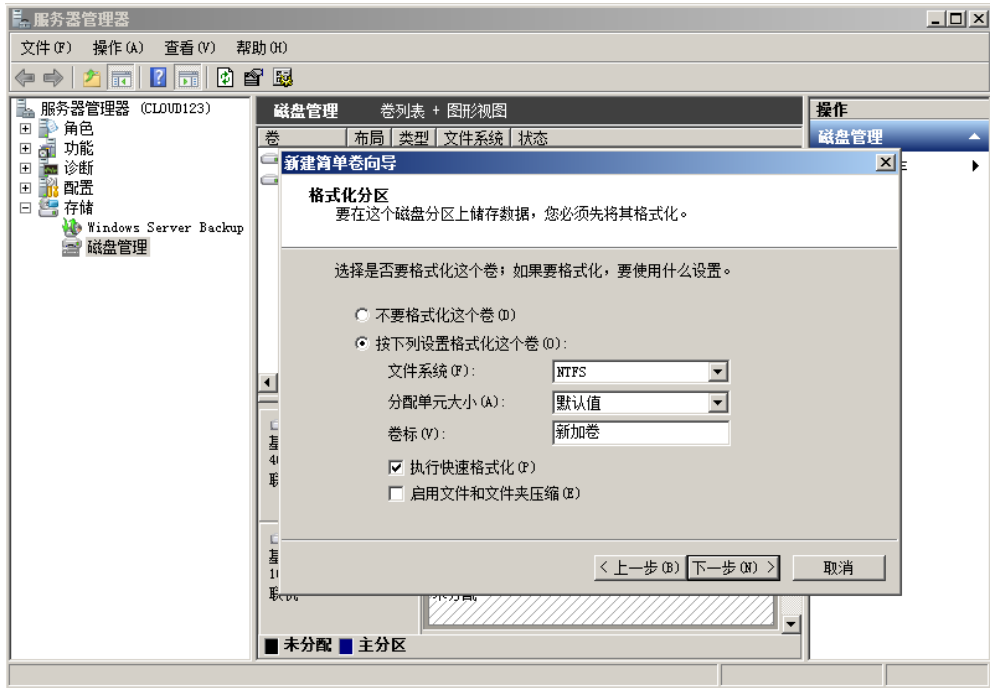 服务器管理器
文件(F) 操作(A) 查看(V) 帮助(H)
服务器管理器 (CLOUD123)
角色
功能
诊断
配置
存储
Windows Server Backup
磁盘管理
磁盘管理 卷列表 + 图形视图
卷 布局 类型 文件系统 状态
操作
磁盘管理
新建简单卷向导
格式化分区
要在这个磁盘分区上储存数据，您必须先将其格式化。
选择是否要格式化这个卷；如果要格式化，要使用什么设置。
不要格式化这个卷(D)
按下列设置格式化这个卷(O):
文件系统(F): NTFS
分配单元大小(A): 默认值
卷标(V): 新加卷
执行快速格式化(P)
启用文件和文件夹压缩(E)
<上一步(B) 下一步(N) > 取消
未分配 主分区